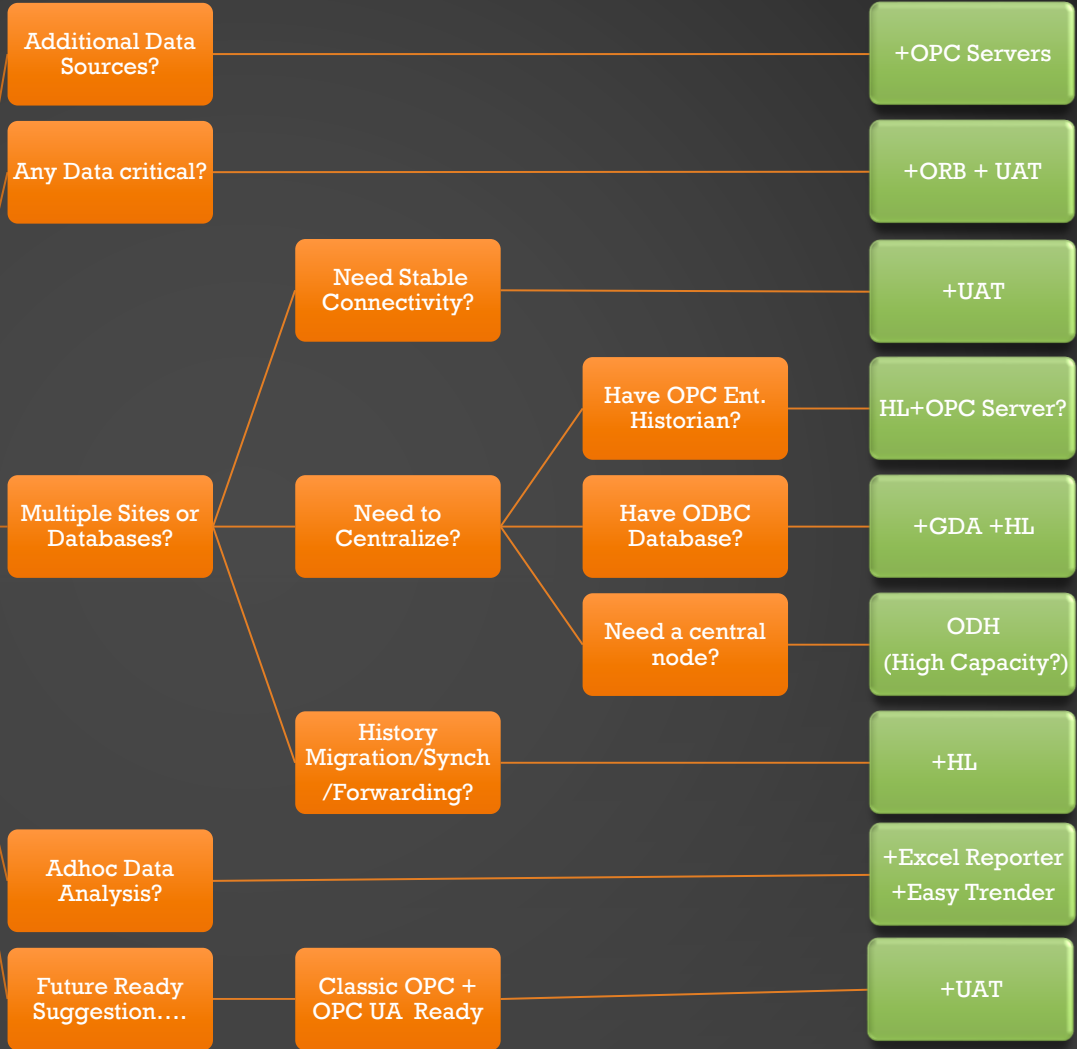 Additional Data
Sources?
+OPC Servers
Any Data critical?
+ORB + UAT
Need Stable
Connectivity?
+UAT
Have OPC Ent.
Historian?
HL+OPC Server?
Multiple Sites or
Databases?
Need to
Centralize?
Have ODBC
Database?
+GDA +HL
Need a central
node?
ODH
(High Capacity?)
History
Migration/Synch
/Forwarding?
+HL
Adhoc Data
Analysis?
+Excel Reporter
+Easy Trender
Future Ready
Suggestion....
Classic OPC +
OPC UA Ready
+UAT